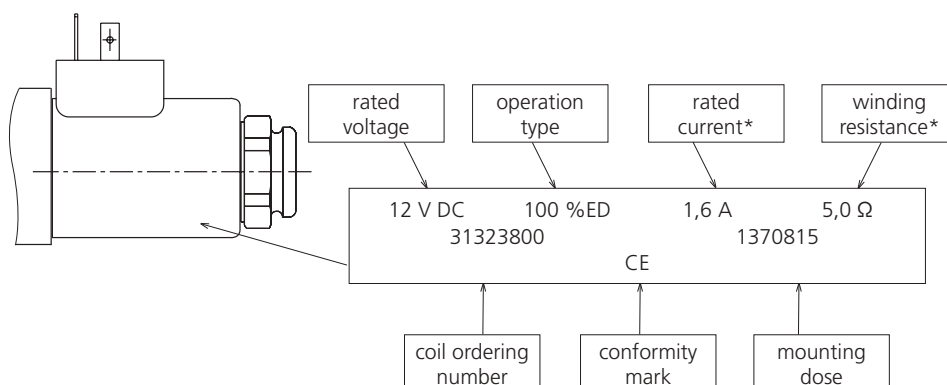 rated
voltage
operation
type
rated
current*
winding
resistance*
12 V DC 100 %ED 1,6 A 5,0 Ω
31323800 1370815
CE
coil ordering
number
conformity
mark
mounting
dose